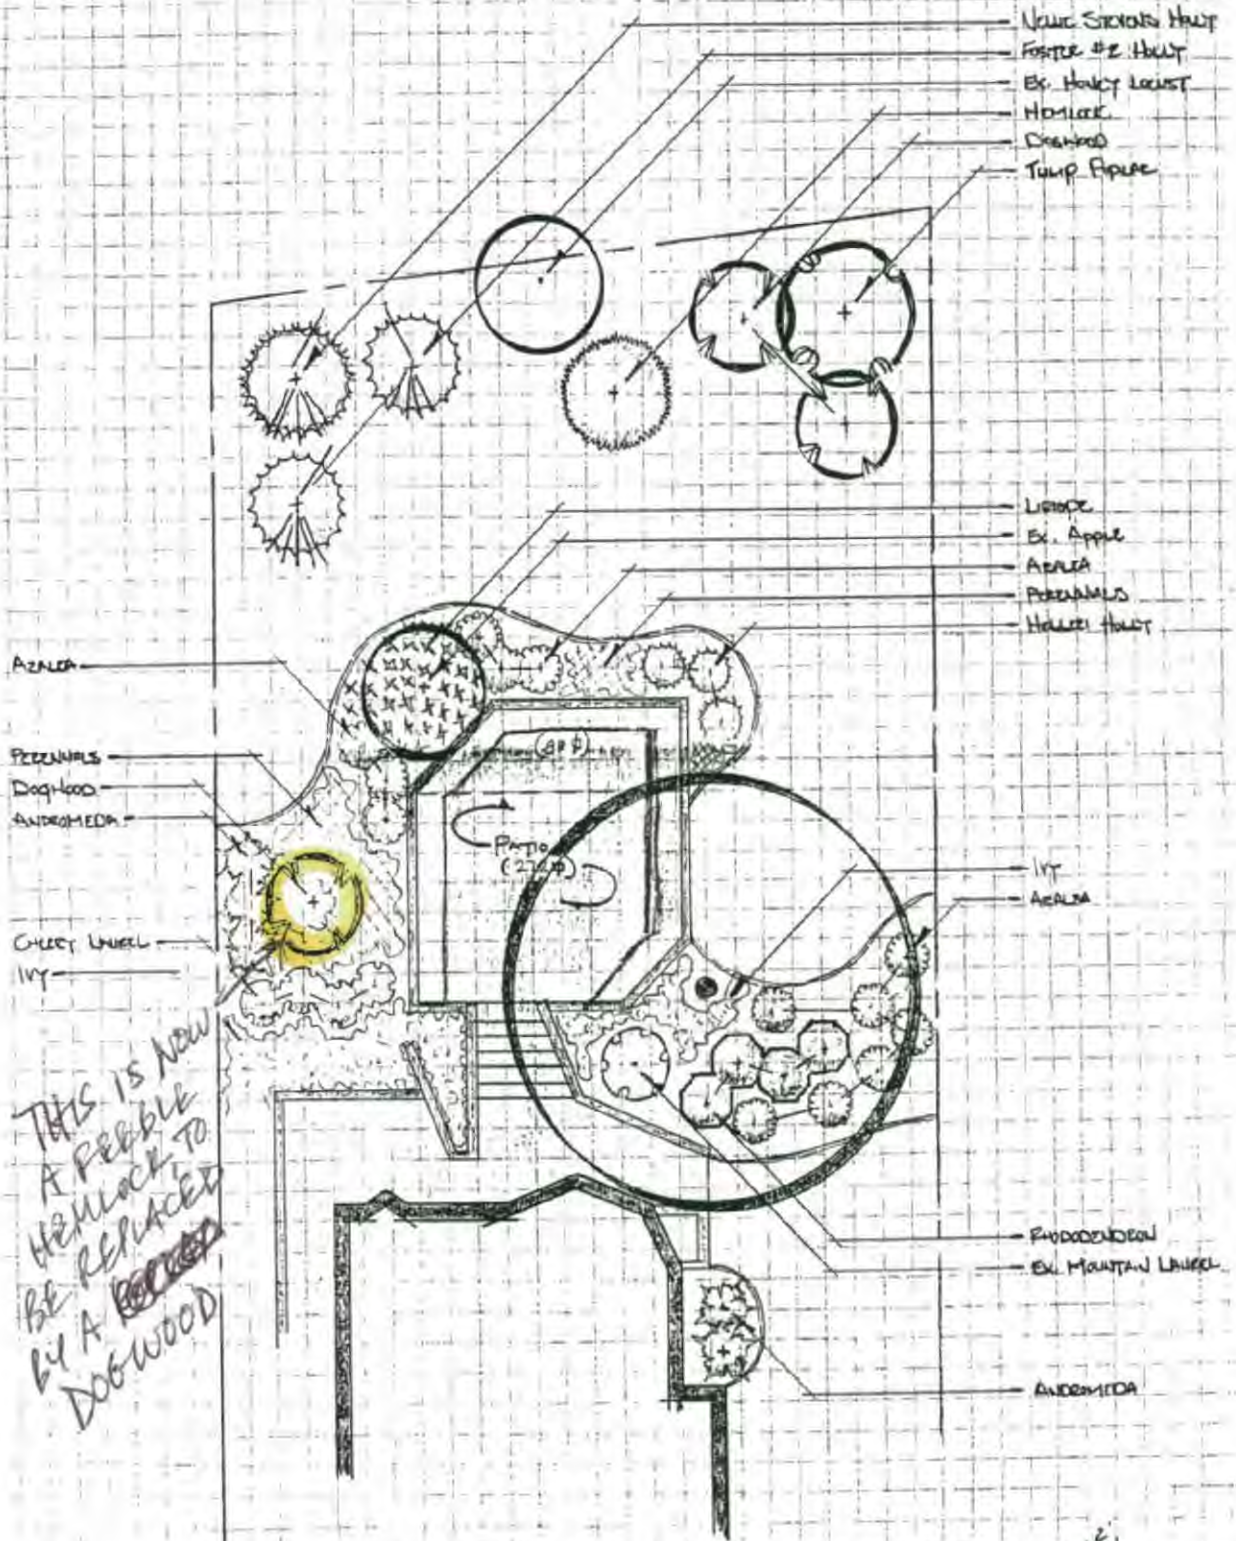 NELLIE STEVENS HOLLY
FOSTER #2 HOLLY
EX. HONEY LOCUST
HEMLOCK
DOGWOOD
TULIP POPLAR
LIRIOPE
EX. APPLE
AZALEA
PERENNIALS
HELLERI HOLLY
AZALEA
PERENNIALS
DOGWOOD
ANDROMEDA
PATIO
IVY
AZALEA
CHERRY LAUREL
IVY
THIS IS NOW
A FEEBLE
HEMLOCK, TO
BE REPLACED
BY A
DOGWOOD
RHODODENDRON
EX. MOUNTAIN LAUREL
ANDROMEDA